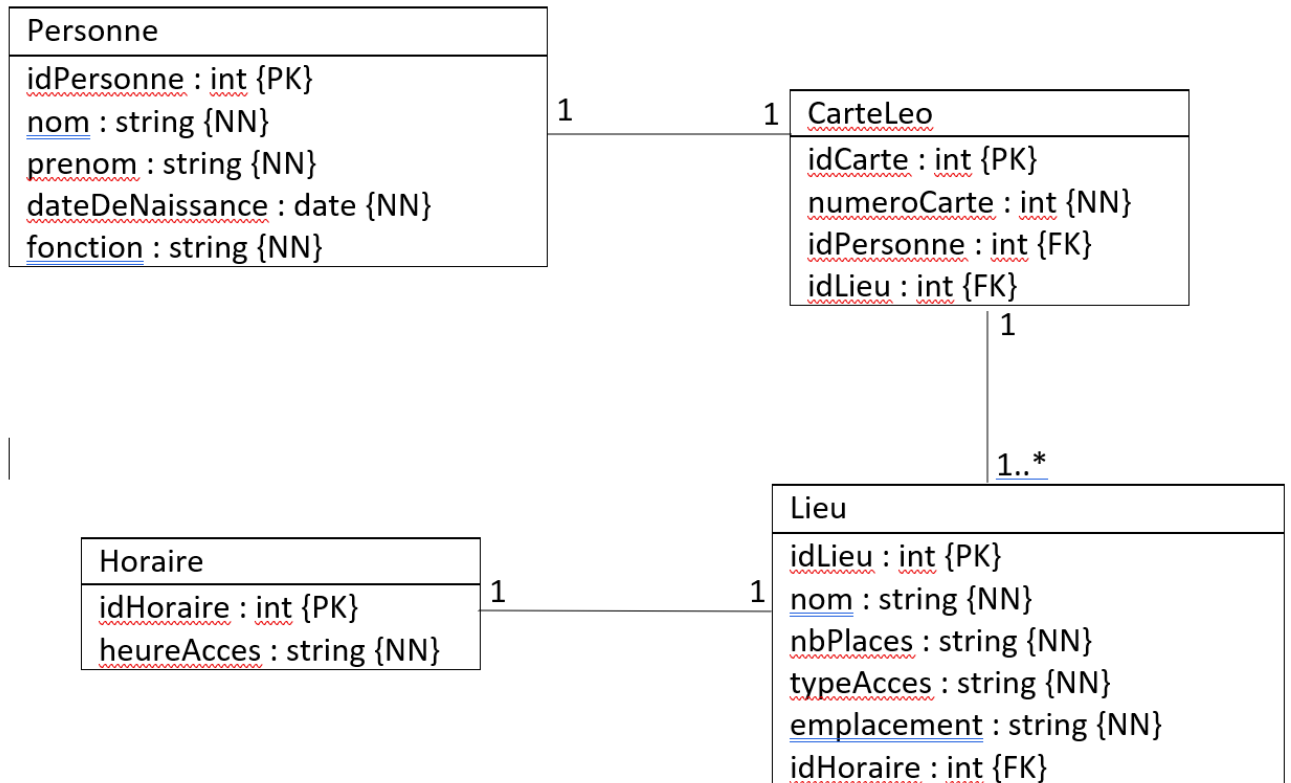 Personne
idPersonne : int {PK}
nom : string {NN}
prenom : string {NN}
dateDeNaissance : date {NN}
fonction : string {NN}
1
1
CarteLeo
idCarte : int {PK}
numeroCarte : int {NN}
idPersonne : int {FK}
idLieu : int {FK}
1
1..*
Horaire
idHoraire : int {PK}
heureAcces : string {NN}
1
1
Lieu
idLieu : int {PK}
nom : string {NN}
nbPlaces : string {NN}
typeAcces : string {NN}
emplacement : string {NN}
idHoraire : int {FK}